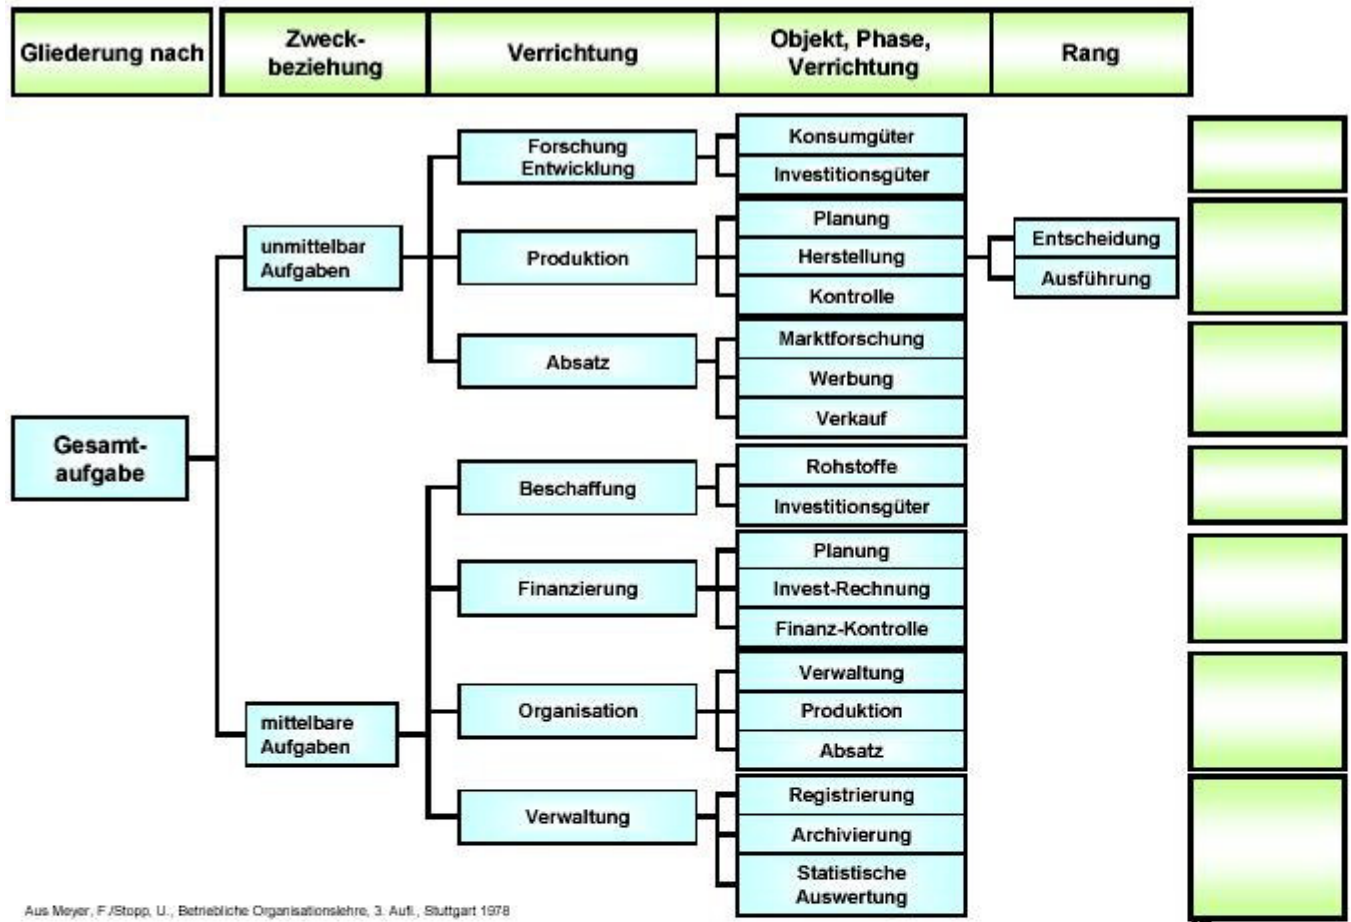 Gliederung nach
Zweck-
beziehung
Verrichtung
Objekt, Phase,
Verrichtung
Rang
Gesamt-
aufgabe
unmittelbar
Aufgaben
Forschung
Entwicklung
Konsumgüter
Investitionsgüter
Produktion
Planung
Herstellung
Kontrolle
Entscheidung
Ausführung
Absatz
Marktforschung
Werbung
Verkauf
mittelbare
Aufgaben
Beschaffung
Rohstoffe
Investitionsgüter
Finanzierung
Planung
Invest-Rechnung
Finanz-Kontrolle
Organisation
Verwaltung
Produktion
Absatz
Verwaltung
Registrierung
Archivierung
Statistische
Auswertung
Aus Meyer, F./Stopp, U., Betriebliche Organisationslehre, 3. Aufl., Stuttgart 1978